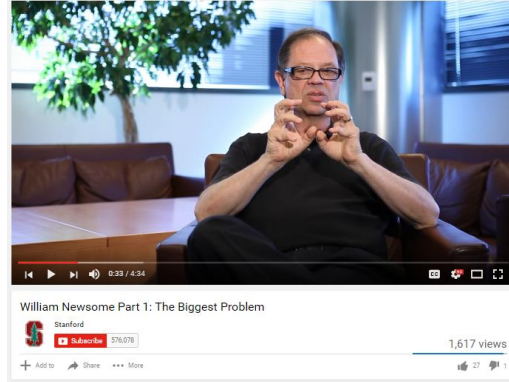 0:33 / 4:34
CC
William Newsome Part 1: The Biggest Problem
Stanford
Subscribe 576,078
1,617 views
Add to Share More
27 1